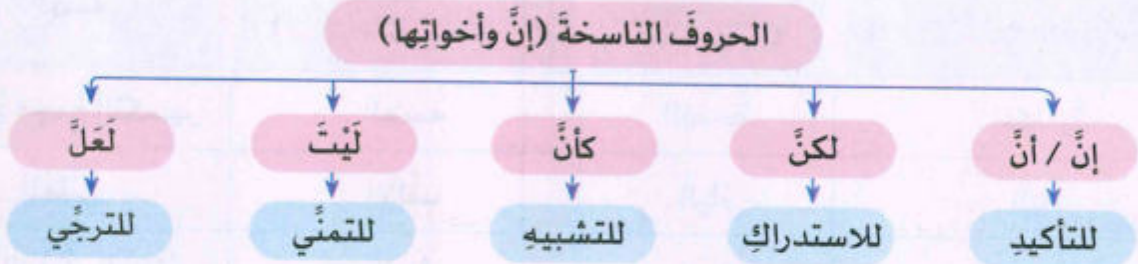 الحروفَ الناسخةَ (إنَّ وأخواتِها)
إنَّ / أنَّ لكنَّ كأنَّ لَيْتَ لَعَلَّ
للتأكيدِ للاستدراكِ للتشبيهِ للتمنِّي للترجِّي